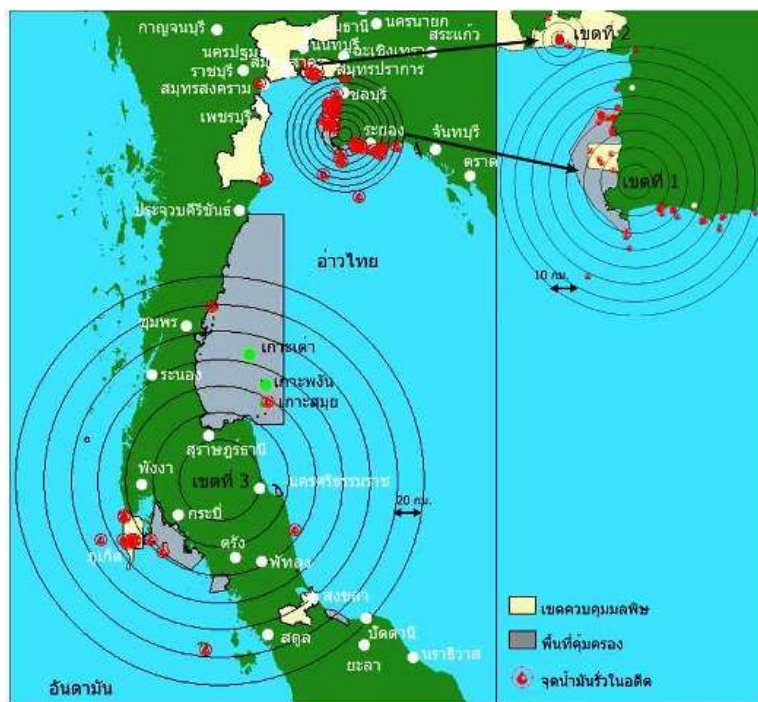 กาญจนบุรี
นครนายก
นนทบุรี
สระแก้ว
นครปฐม
ฉะเชิงเทรา
ราชบุรี
สมุทรปราการ
สมุทรสงคราม
ชลบุรี
เพชรบุรี
ระยอง
จันทบุรี
ตราด
ประจวบคีรีขันธ์
อ่าวไทย
ชุมพร
เกาะเต่า
ระนอง
เกาะพงัน
เกาะสมุย
สุราษฎร์ธานี
พังงา
เขตที่ 3
นครศรีธรรมราช
กระบี่
20 กม.
ภูเก็ต
ตรัง
พัทลุง
สงขลา
สตูล
ปัตตานี
ยะลา
นราธิวาส
อันดามัน
เขตที่ 2
เขตที่ 1
10 กม.
เขตควบคุมมลพิษ
พื้นที่คุ้มครอง
จุดน้ำมันรั่วในอดีต